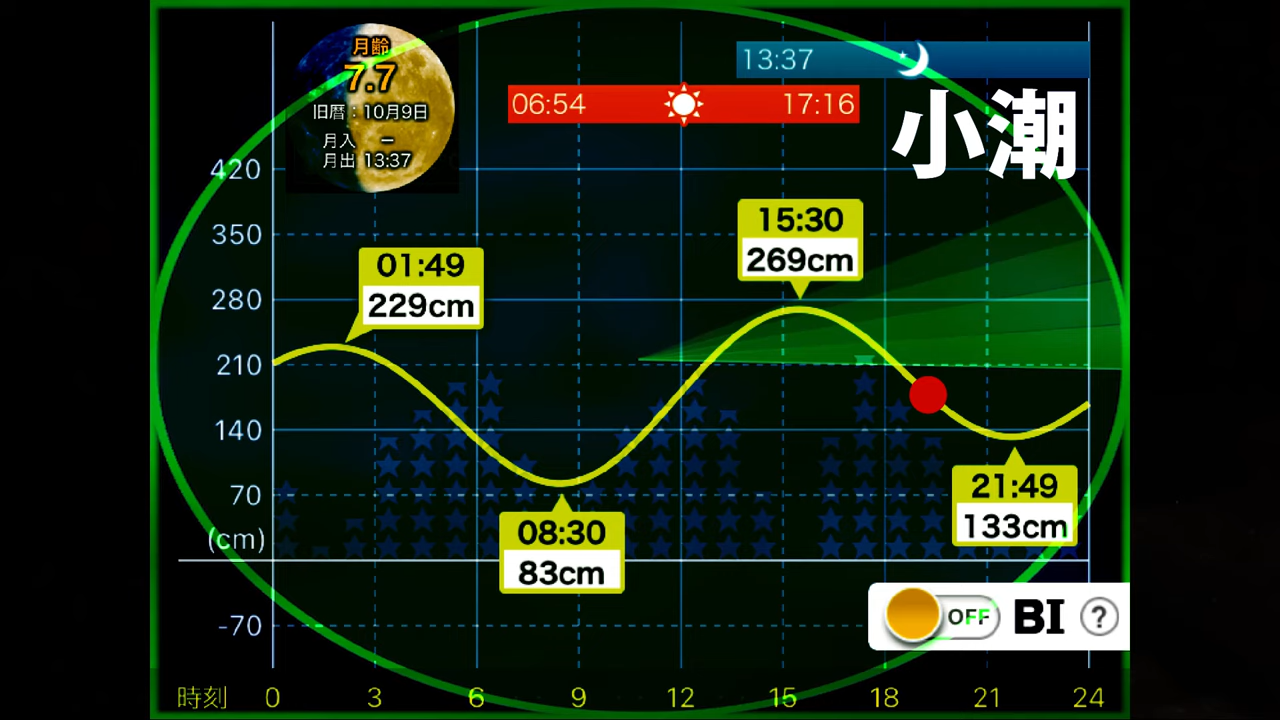 月齢
7.7
旧暦：10月9日
月入 －
月出 13:37
13:37
06:54 17:16
小潮
420
350
280
210
140
70
(cm)
-70
01:49
229cm
15:30
269cm
08:30
83cm
21:49
133cm
OFF BI ?
時刻 0 3 6 9 12 15 18 21 24